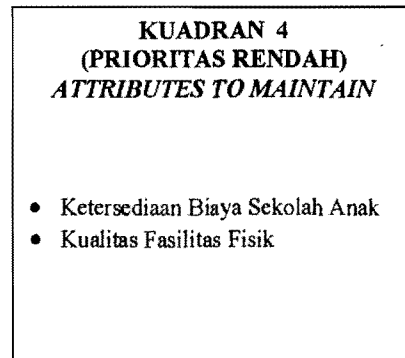 KUADRAN 4
(PRIORITAS RENDAH)
ATTRIBUTES TO MAINTAIN
• Ketersediaan Biaya Sekolah Anak
• Kualitas Fasilitas Fisik